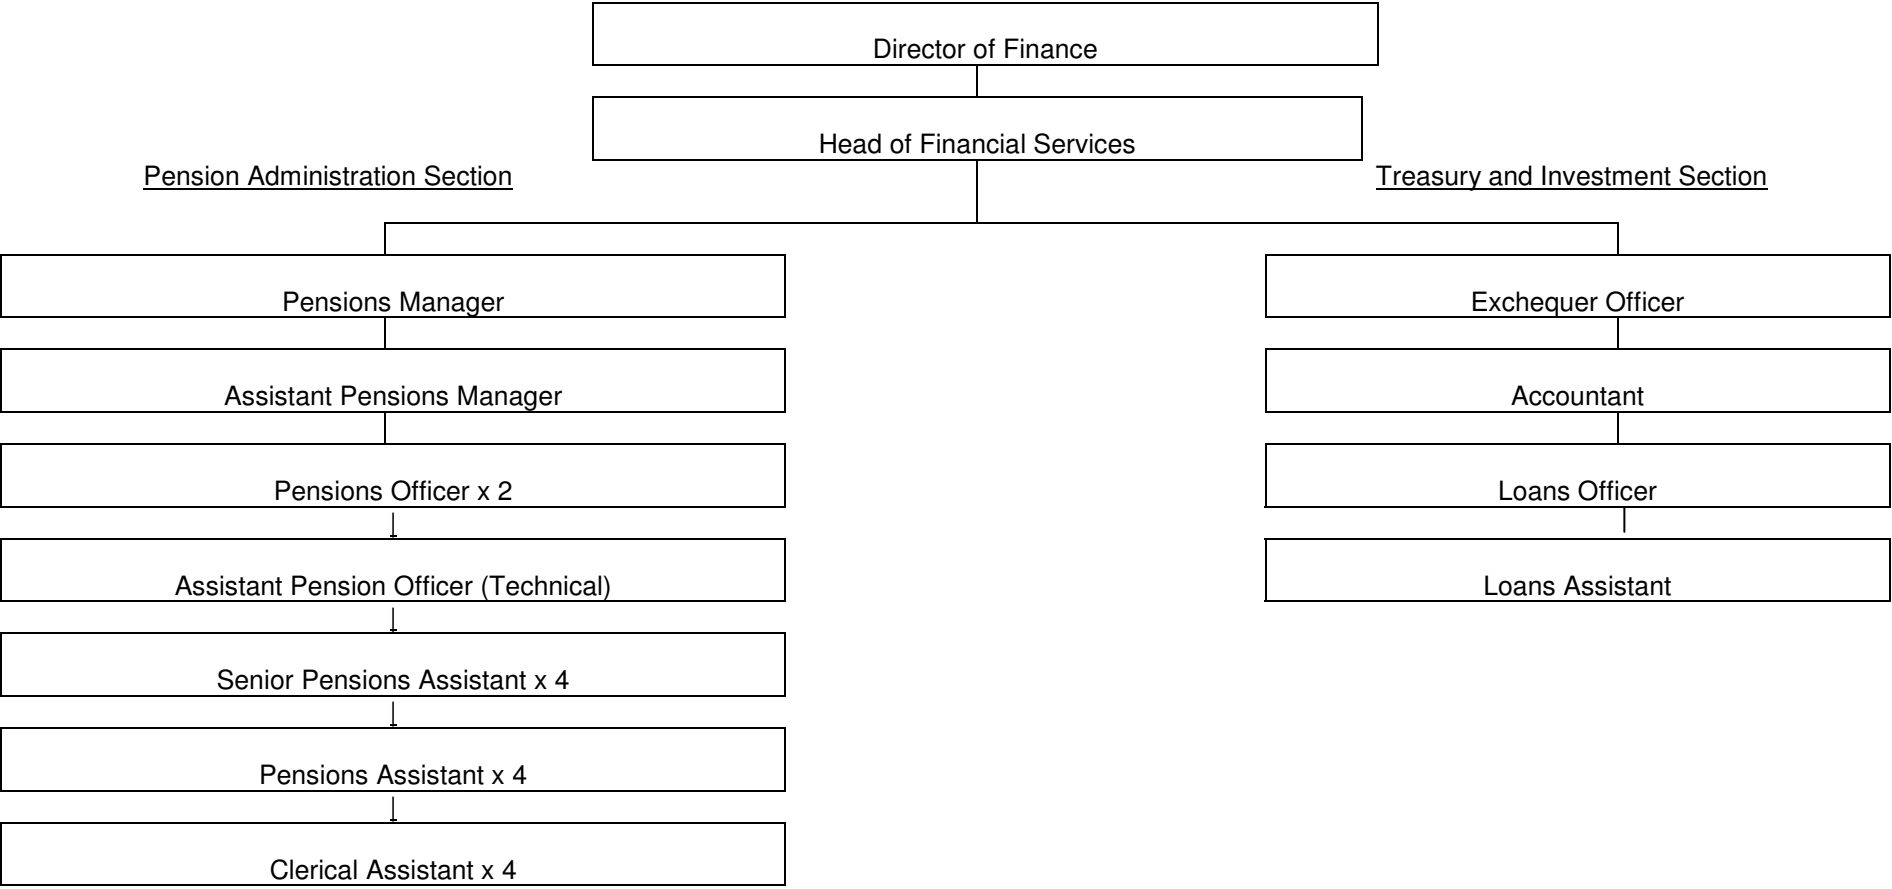 Director of Finance
Head of Financial Services
Pension Administration Section
Treasury and Investment Section
Pensions Manager
Exchequer Officer
Assistant Pensions Manager
Accountant
Pensions Officer x 2
Loans Officer
Assistant Pension Officer (Technical)
Loans Assistant
Senior Pensions Assistant x 4
Pensions Assistant x 4
Clerical Assistant x 4